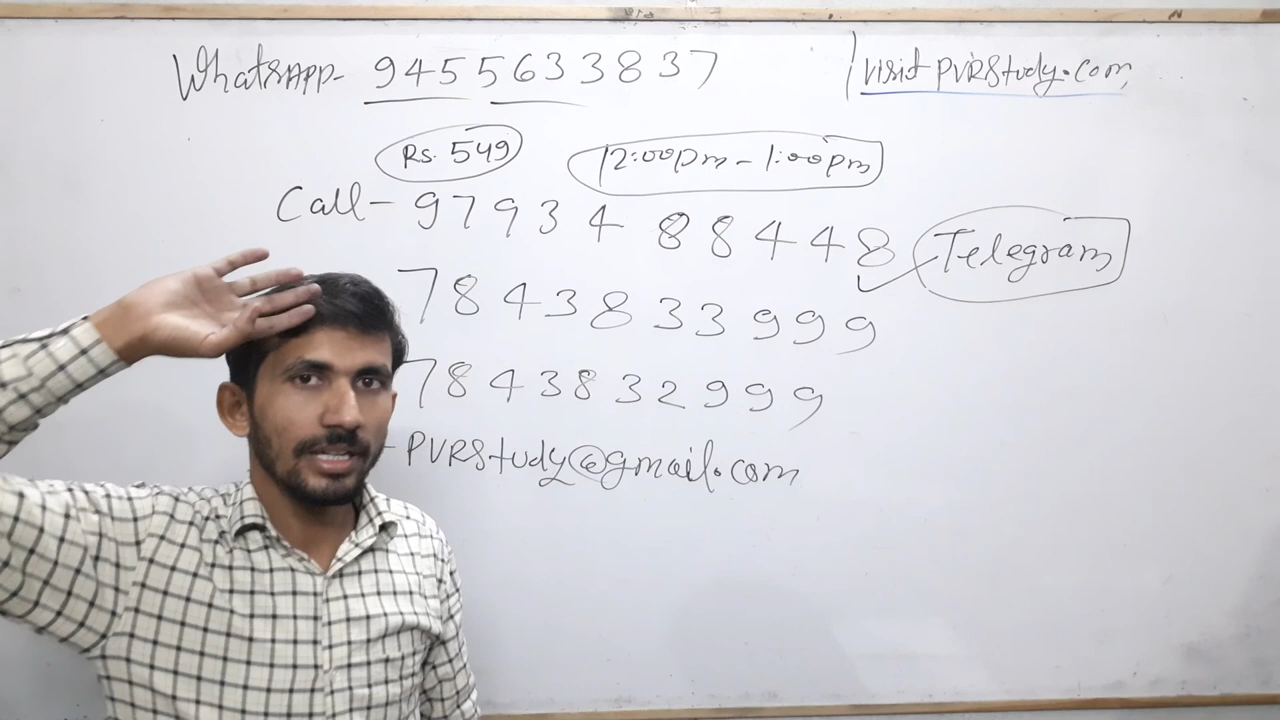 WhatsAPP- 9455633837
visit PVRStudy.com
Rs. 549
12:00pm - 1:00pm
Call - 97934 88448
Telegram
7843833999
7843832999
- PVRStudy@gmail.com